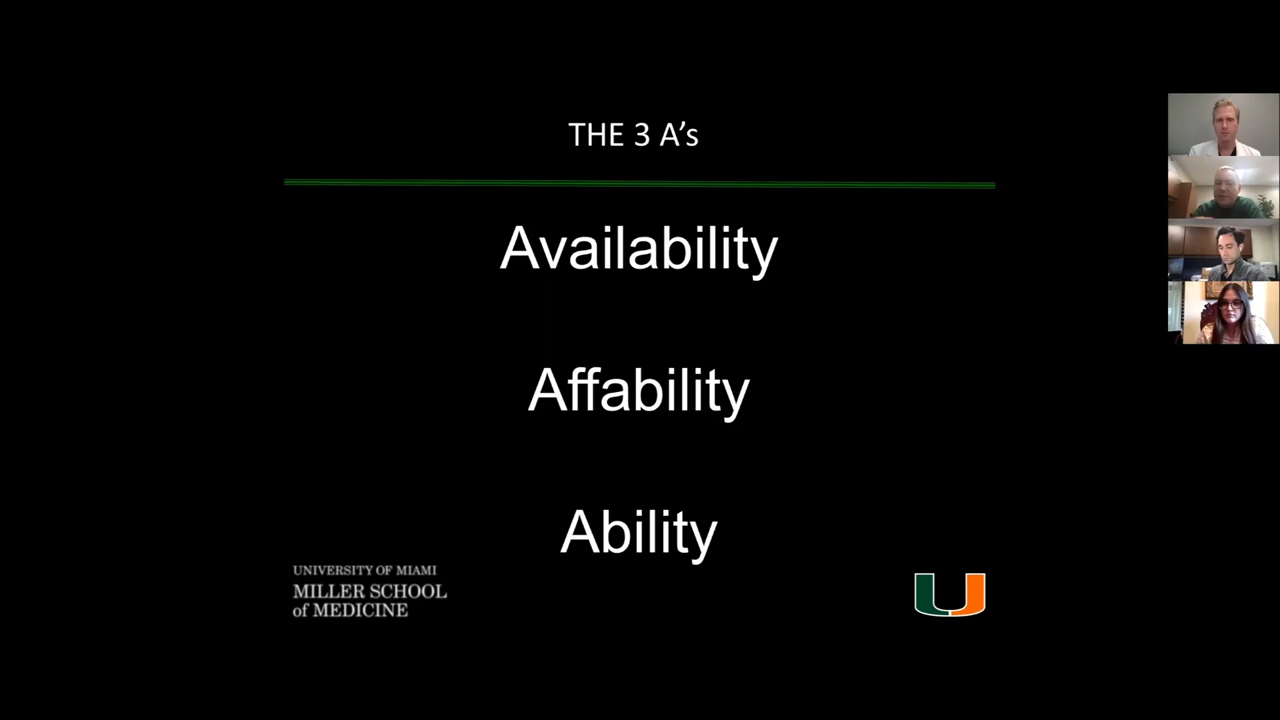 THE 3 A’s
Availability
Affability
Ability
UNIVERSITY OF MIAMI
MILLER SCHOOL
of MEDICINE